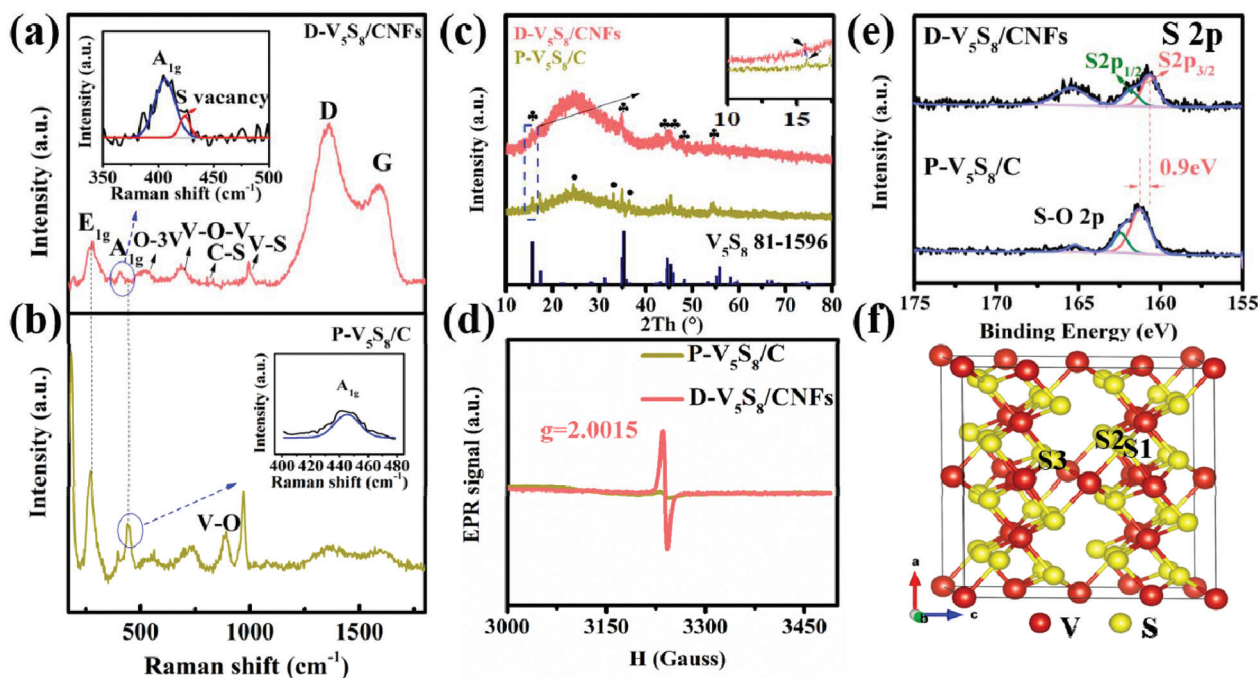 (a)
D-V₅S₈/CNFs
Intensity (a.u.)
A₁g
S vacancy
350 400 450 500
Raman shift (cm⁻¹)
Intensity (a.u.)
E₁g
A₁g
O-3V
V-O-V
C-S
V-S
D
G
(b)
P-V₅S₈/C
Intensity (a.u.)
A₁g
400 420 440 460 480
Raman shift (cm⁻¹)
Intensity (a.u.)
V-O
500 1000 1500
Raman shift (cm⁻¹)
(c)
D-V₅S₈/CNFs
P-V₅S₈/C
10 15
Intensity (a.u.)
V₅S₈ 81-1596
10 20 30 40 50 60 70 80
2Th (°)
(d)
P-V₅S₈/C
D-V₅S₈/CNFs
g=2.0015
EPR signal (a.u.)
3000 3150 3300 3450
H (Gauss)
(e)
D-V₅S₈/CNFs
S 2p
S2p₁/₂
S2p₃/₂
P-V₅S₈/C
0.9eV
S-O 2p
Intensity (a.u.)
175 170 165 160 155
Binding Energy (eV)
(f)
S2
S1
S3
a
b
c
V
S